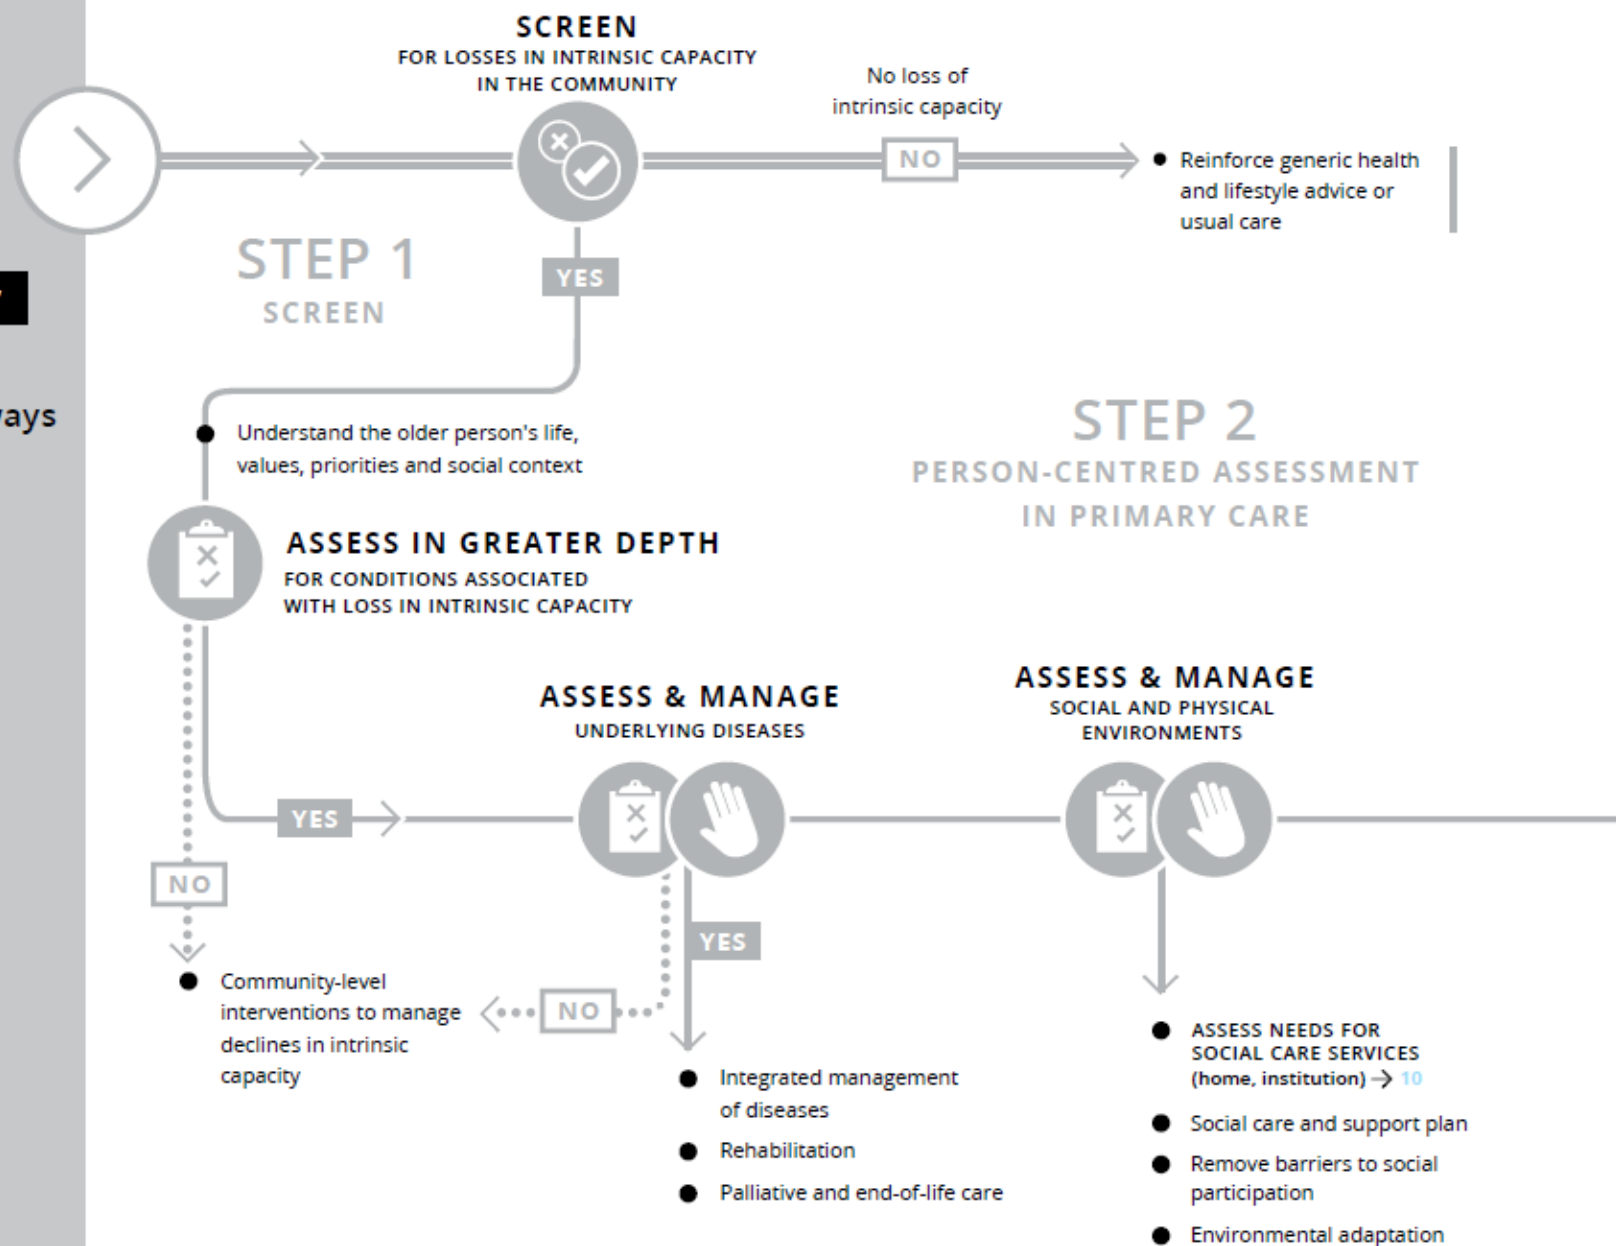 SCREEN
FOR LOSSES IN INTRINSIC CAPACITY
IN THE COMMUNITY
No loss of
intrinsic capacity
NO
Reinforce generic health
and lifestyle advice or
usual care
STEP 1
SCREEN
YES
ways
Understand the older person's life,
values, priorities and social context
STEP 2
PERSON-CENTRED ASSESSMENT
IN PRIMARY CARE
ASSESS IN GREATER DEPTH
FOR CONDITIONS ASSOCIATED
WITH LOSS IN INTRINSIC CAPACITY
ASSESS & MANAGE
UNDERLYING DISEASES
ASSESS & MANAGE
SOCIAL AND PHYSICAL
ENVIRONMENTS
YES
NO
YES
NO
Community-level
interventions to manage
declines in intrinsic
capacity
Integrated management
of diseases
Rehabilitation
Palliative and end-of-life care
ASSESS NEEDS FOR
SOCIAL CARE SERVICES
(home, institution) → 10
Social care and support plan
Remove barriers to social
participation
Environmental adaptation